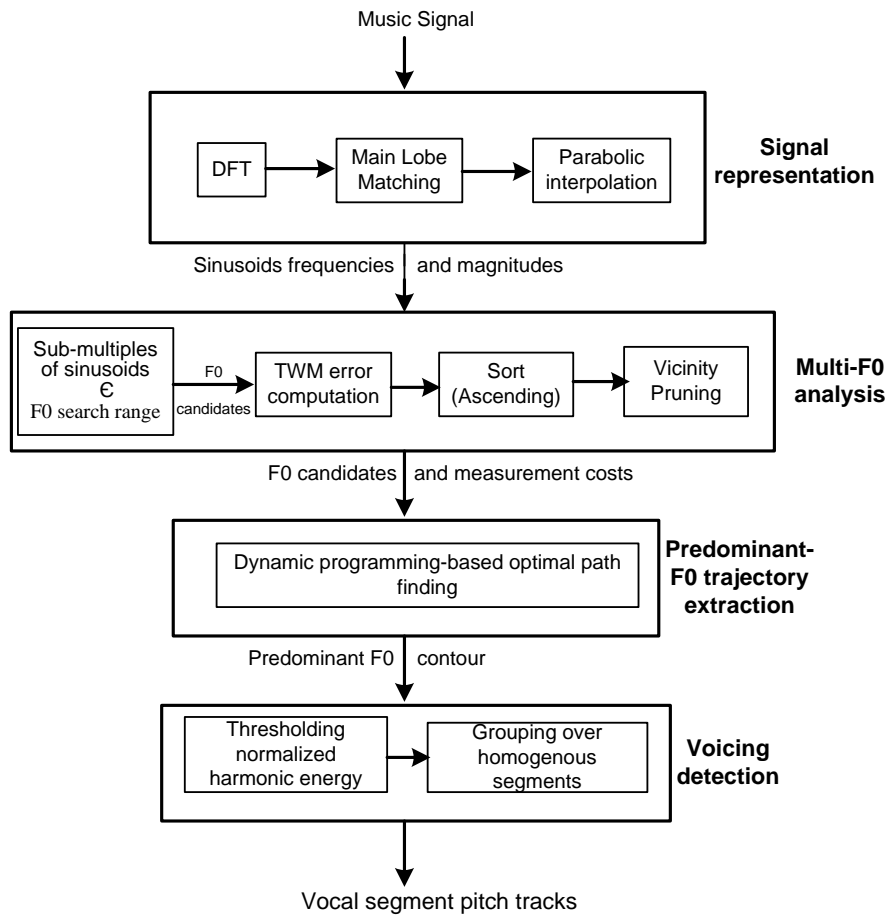 Music Signal
DFT
Main Lobe
Matching
Parabolic
interpolation
Signal
representation
Sinusoids frequencies and magnitudes
Sub-multiples
of sinusoids
Є
F0 search range
F0
candidates
TWM error
computation
Sort
(Ascending)
Vicinity
Pruning
Multi-F0
analysis
F0 candidates and measurement costs
Dynamic programming-based optimal path
finding
Predominant-
F0 trajectory
extraction
Predominant F0 contour
Thresholding
normalized
harmonic energy
Grouping over
homogenous
segments
Voicing
detection
Vocal segment pitch tracks